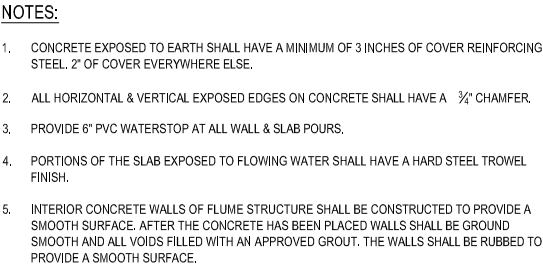 NOTES:
1. CONCRETE EXPOSED TO EARTH SHALL HAVE A MINIMUM OF 3 INCHES OF COVER REINFORCING
STEEL. 2" OF COVER EVERYWHERE ELSE.
2. ALL HORIZONTAL & VERTICAL EXPOSED EDGES ON CONCRETE SHALL HAVE A ¾" CHAMFER.
3. PROVIDE 6" PVC WATERSTOP AT ALL WALL & SLAB POURS.
4. PORTIONS OF THE SLAB EXPOSED TO FLOWING WATER SHALL HAVE A HARD STEEL TROWEL
FINISH.
5. INTERIOR CONCRETE WALLS OF FLUME STRUCTURE SHALL BE CONSTRUCTED TO PROVIDE A
SMOOTH SURFACE. AFTER THE CONCRETE HAS BEEN PLACED WALLS SHALL BE GROUND
SMOOTH AND ALL VOIDS FILLED WITH AN APPROVED GROUT. THE WALLS SHALL BE RUBBED TO
PROVIDE A SMOOTH SURFACE.